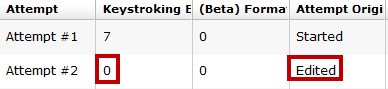 Attempt Keystroking E (Beta) Format Attempt Origi
Attempt #1 7 0 Started
Attempt #2 0 0 Edited